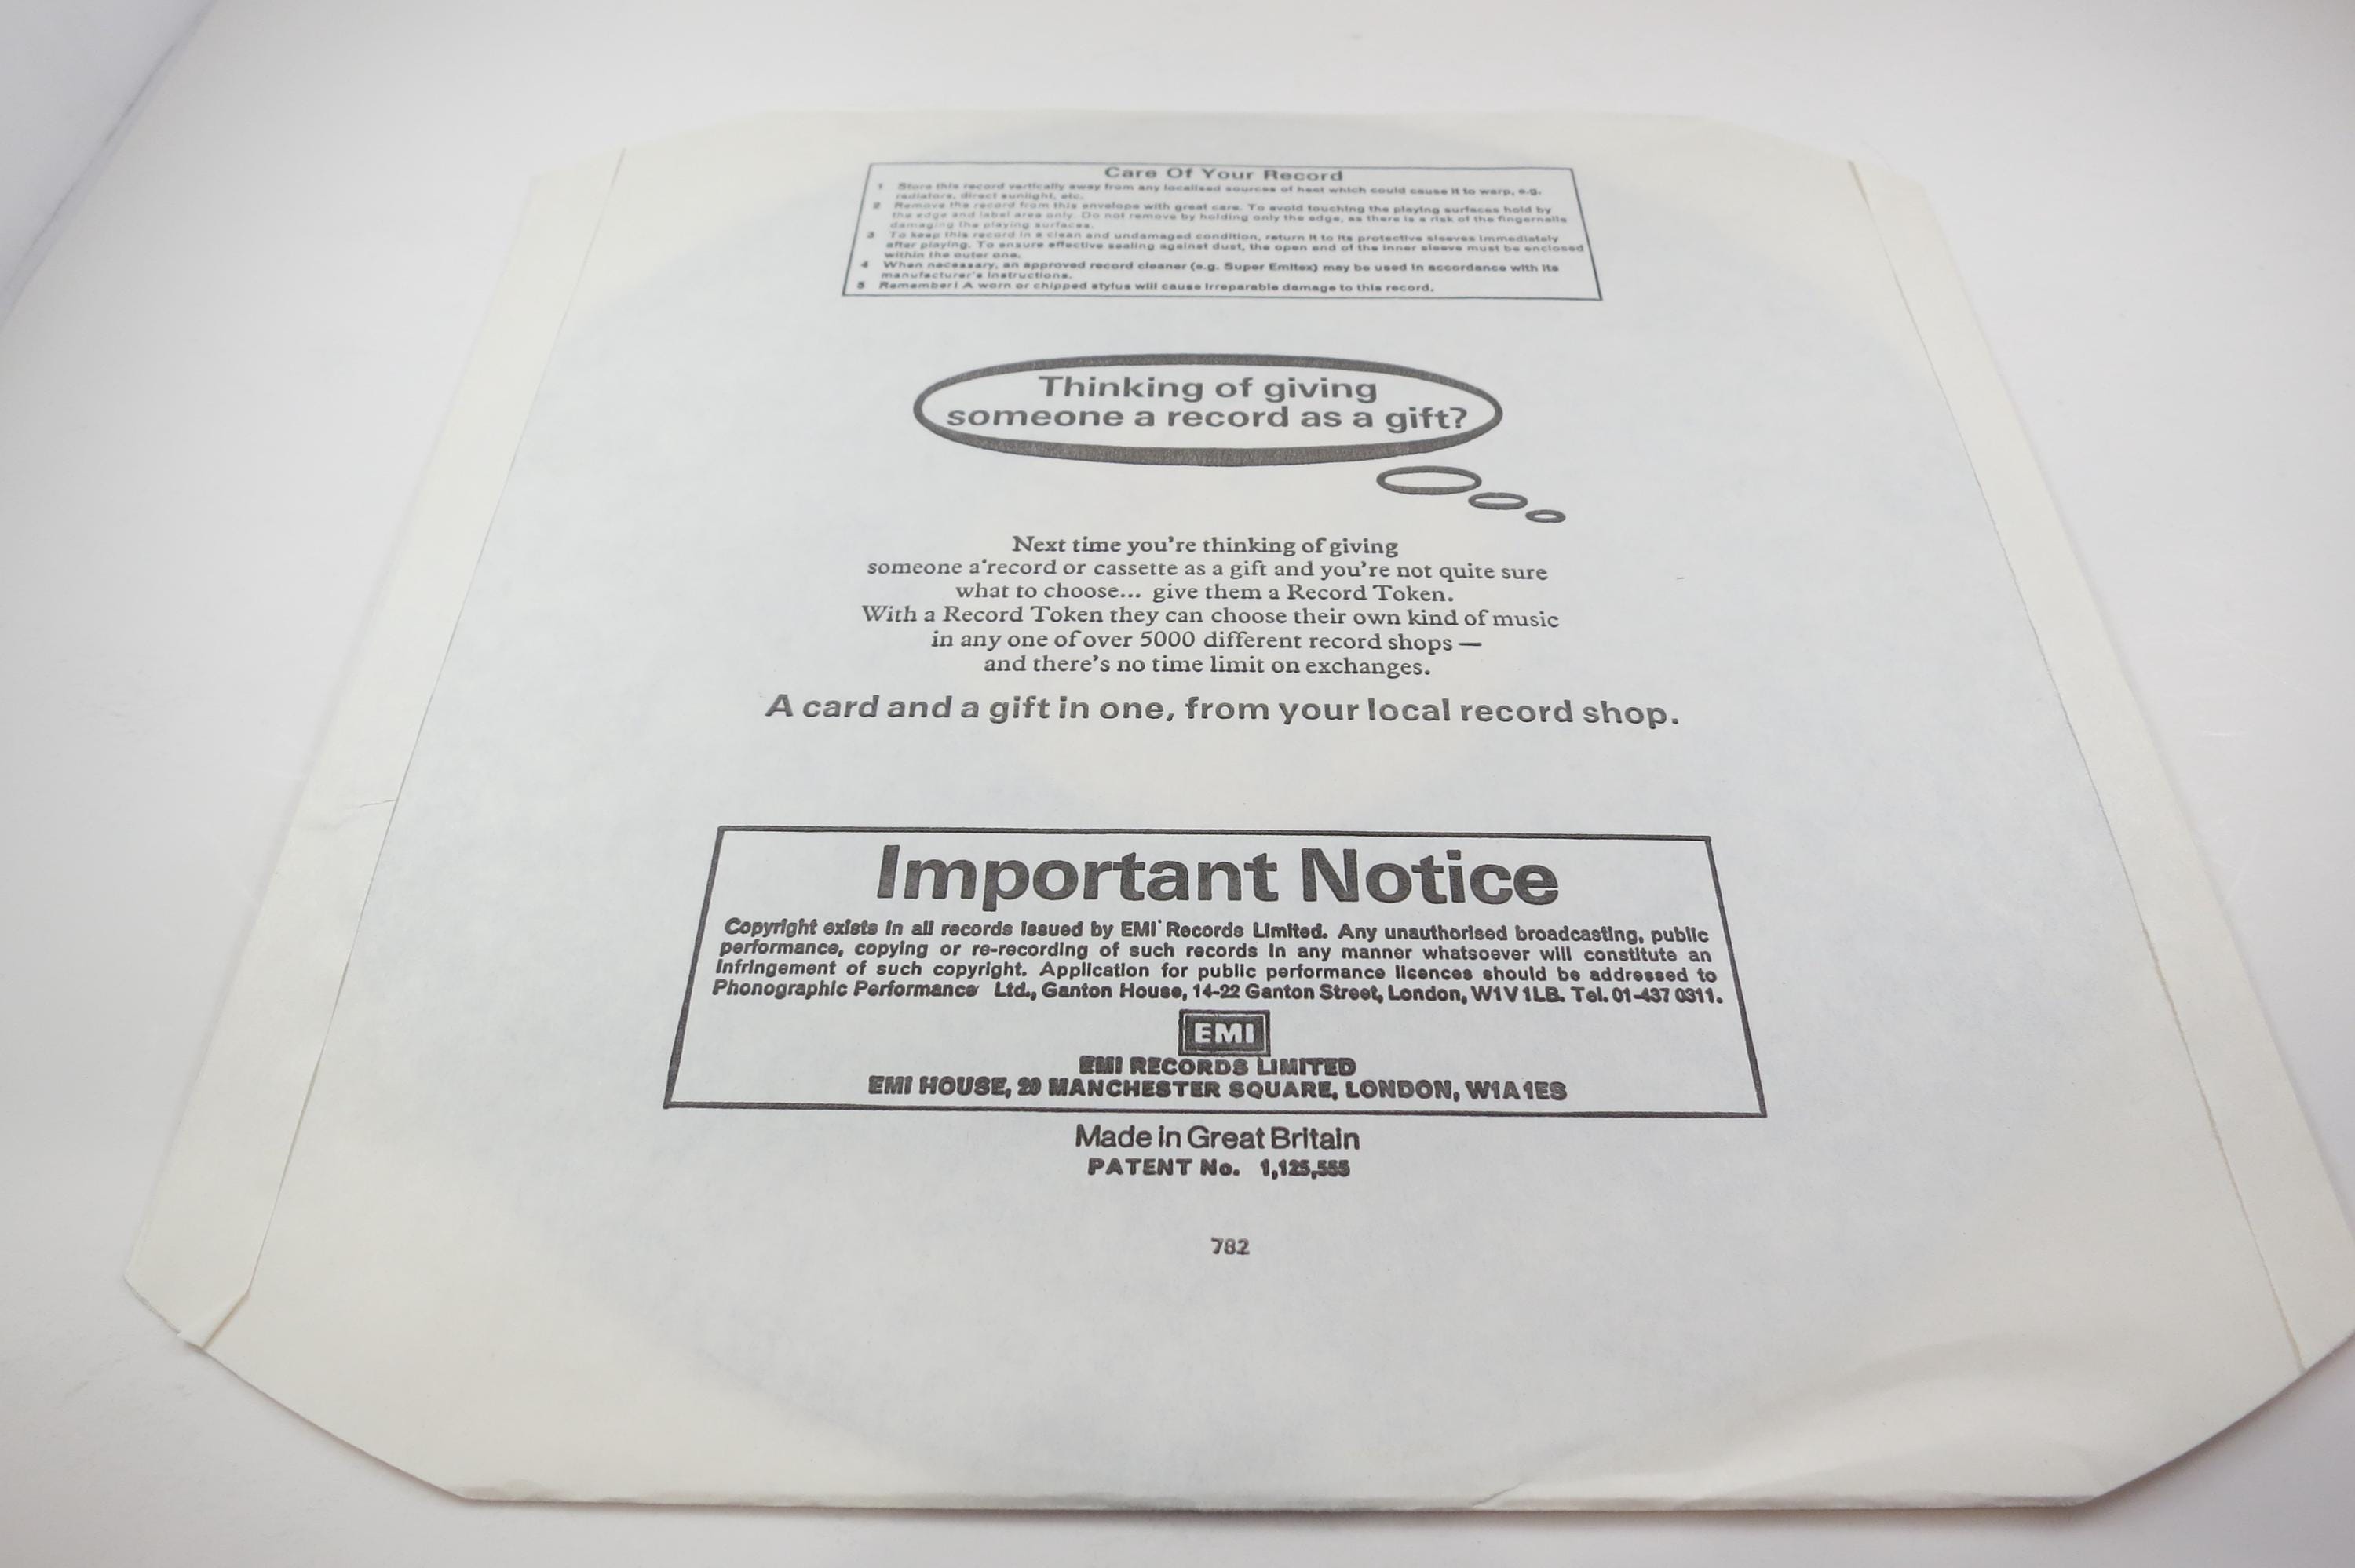 Care Of Your Record
1 Store this record vertically away from any localised sources of heat which could cause it to warp, e.g.
radiators, direct sunlight, etc.
2 Remove the record from this envelope with great care. To avoid touching the playing surfaces hold by
the edge and label area only. Do not remove by holding only the edge, as there is a risk of the fingernails
damaging the playing surfaces.
3 To keep this record in a clean and undamaged condition, return it to its protective sleeves immediately
after playing. To ensure effective sealing against dust, the open end of the inner sleeve must be enclosed
within the outer one.
4 When necessary, an approved record cleaner (e.g. Super Emitex) may be used in accordance with its
manufacturer's instructions.
5 Remember! A worn or chipped stylus will cause irreparable damage to this record.
Thinking of giving
someone a record as a gift?
Next time you're thinking of giving
someone a record or cassette as a gift and you're not quite sure
what to choose... give them a Record Token.
With a Record Token they can choose their own kind of music
in any one of over 5000 different record shops —
and there's no time limit on exchanges.
A card and a gift in one, from your local record shop.
Important Notice
Copyright exists in all records issued by EMI Records Limited. Any unauthorised broadcasting, public
performance, copying or re-recording of such records in any manner whatsoever will constitute an
infringement of such copyright. Application for public performance licences should be addressed to
Phonographic Performance Ltd., Ganton House, 14-22 Ganton Street, London, W1V 1LB. Tel. 01-437 0311.
EMI
EMI RECORDS LIMITED
EMI HOUSE, 20 MANCHESTER SQUARE, LONDON, W1A 1ES
Made in Great Britain
PATENT No. 1,125,555
782